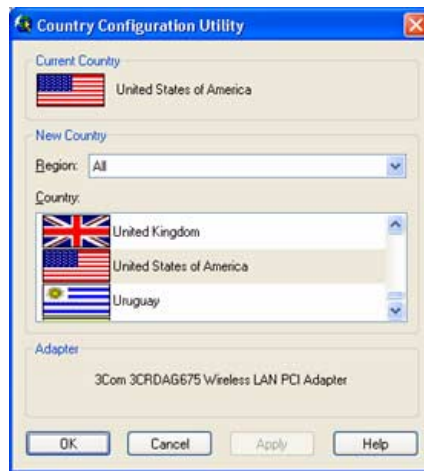 Country Configuration Utility
Current Country
United States of America
New Country
Region: All
Country:
United Kingdom
United States of America
Uruguay
Adapter
3Com 3CRDAG675 Wireless LAN PCI Adapter
OK Cancel Apply Help